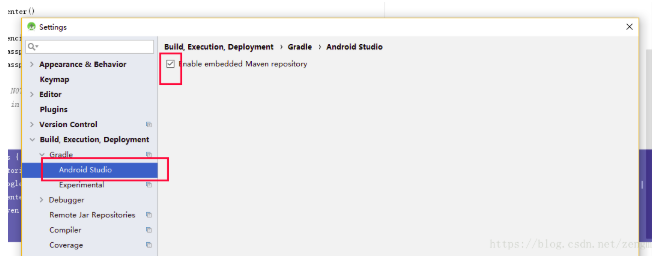 enter()
Settings
Build, Execution, Deployment › Gradle › Android Studio
Enable embedded Maven repository
Appearance & Behavior
Keymap
Editor
Plugins
Version Control
Build, Execution, Deployment
Gradle
Android Studio
Experimental
Debugger
Remote Jar Repositories
Compiler
Coverage
https://blog.csdn.net/zen